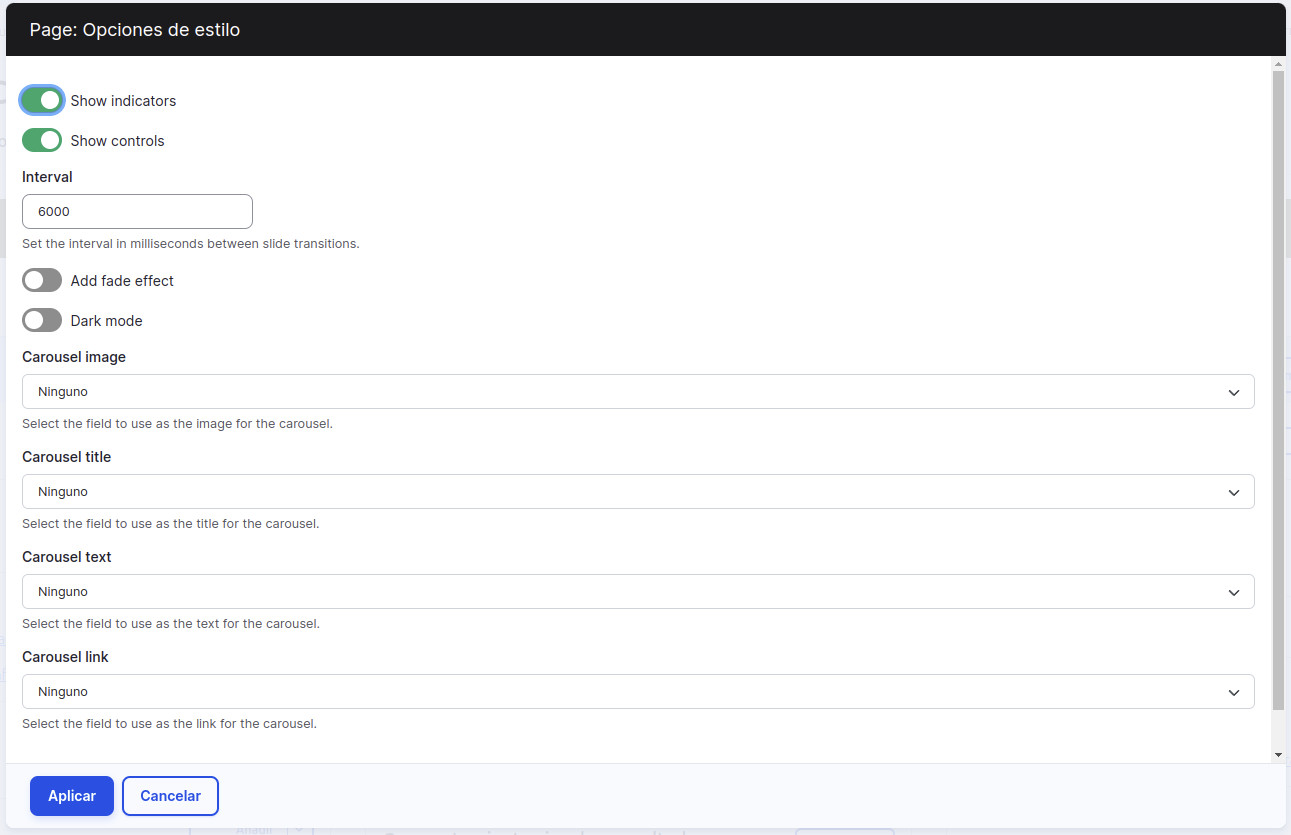 Page: Opciones de estilo
Show indicators
Show controls
Interval
6000
Set the interval in milliseconds between slide transitions.
Add fade effect
Dark mode
Carousel image
Ninguno
Select the field to use as the image for the carousel.
Carousel title
Ninguno
Select the field to use as the title for the carousel.
Carousel text
Ninguno
Select the field to use as the text for the carousel.
Carousel link
Ninguno
Select the field to use as the link for the carousel.
Aplicar
Cancelar
Añadir